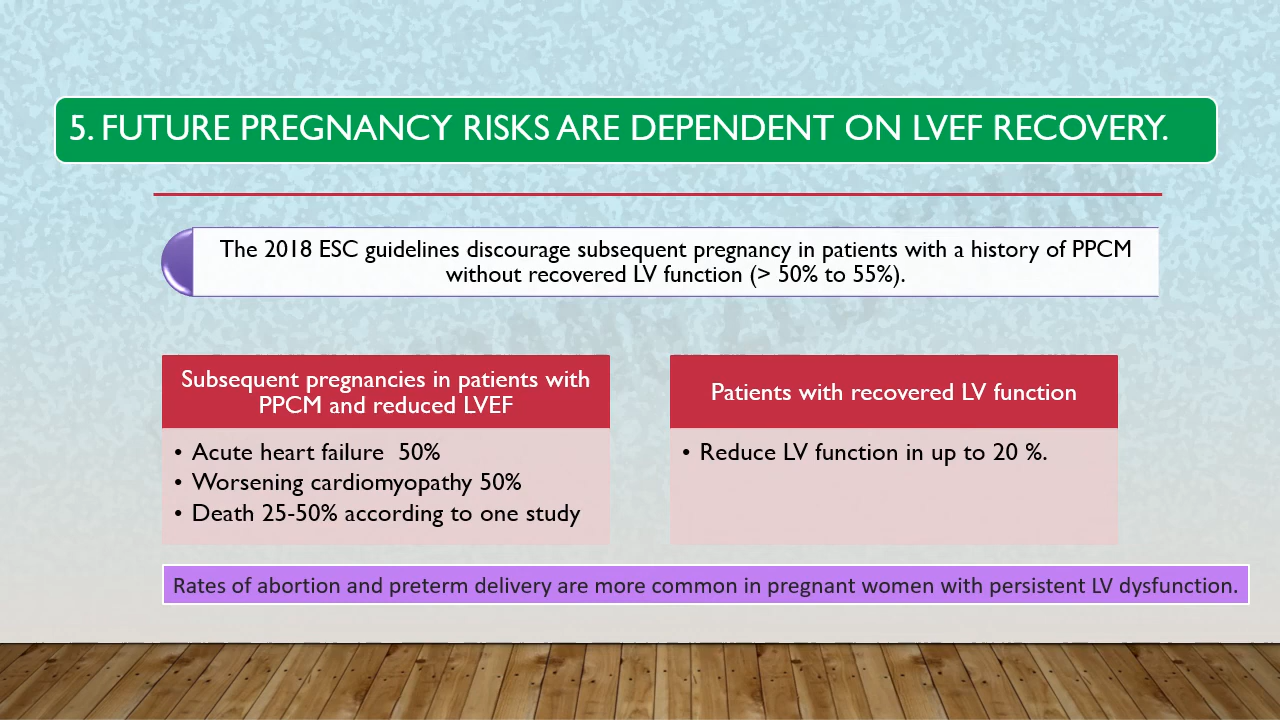 5. FUTURE PREGNANCY RISKS ARE DEPENDENT ON LVEF RECOVERY.
The 2018 ESC guidelines discourage subsequent pregnancy in patients with a history of PPCM
without recovered LV function (> 50% to 55%).
Subsequent pregnancies in patients with
PPCM and reduced LVEF
• Acute heart failure  50%
• Worsening cardiomyopathy 50%
• Death 25-50% according to one study
Patients with recovered LV function
• Reduce LV function in up to 20 %.
Rates of abortion and preterm delivery are more common in pregnant women with persistent LV dysfunction.